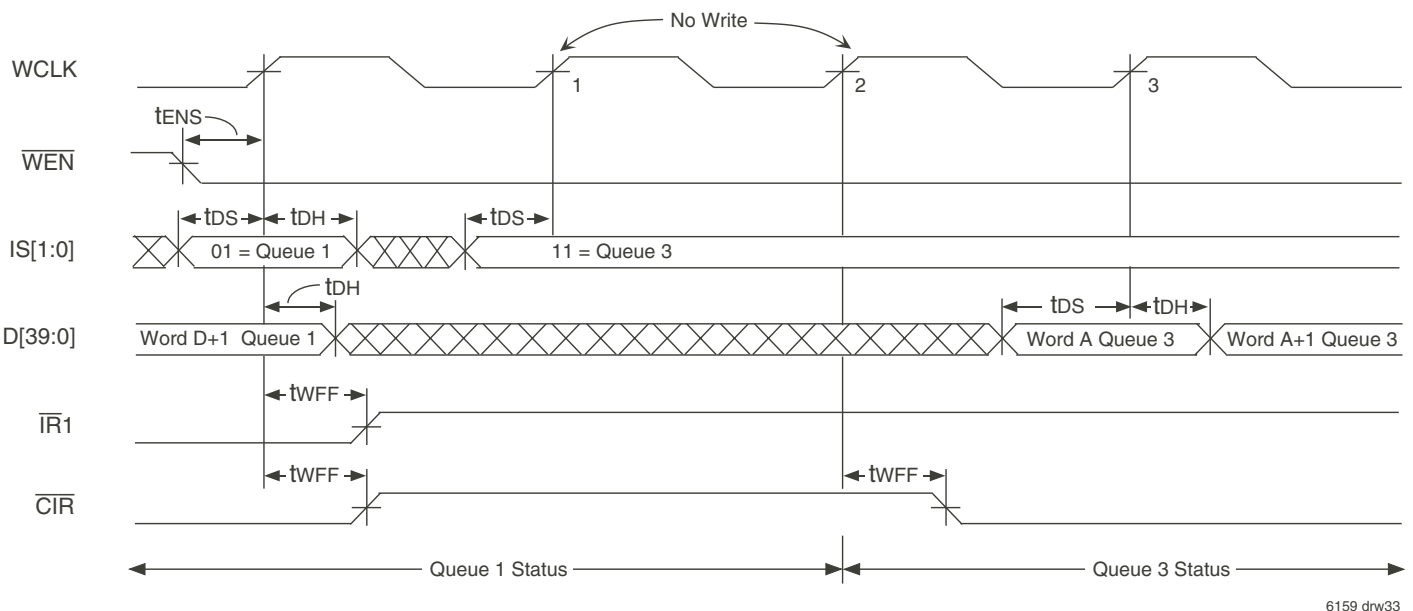 No Write
WCLK
1
2
3
tENS
WEN
tDS
tDH
tDS
IS[1:0]
01 = Queue 1
11 = Queue 3
tDH
tDS
tDH
D[39:0]
Word D+1 Queue 1
Word A Queue 3
Word A+1 Queue 3
tWFF
IR1
tWFF
tWFF
CIR
Queue 1 Status
Queue 3 Status
6159 drw33